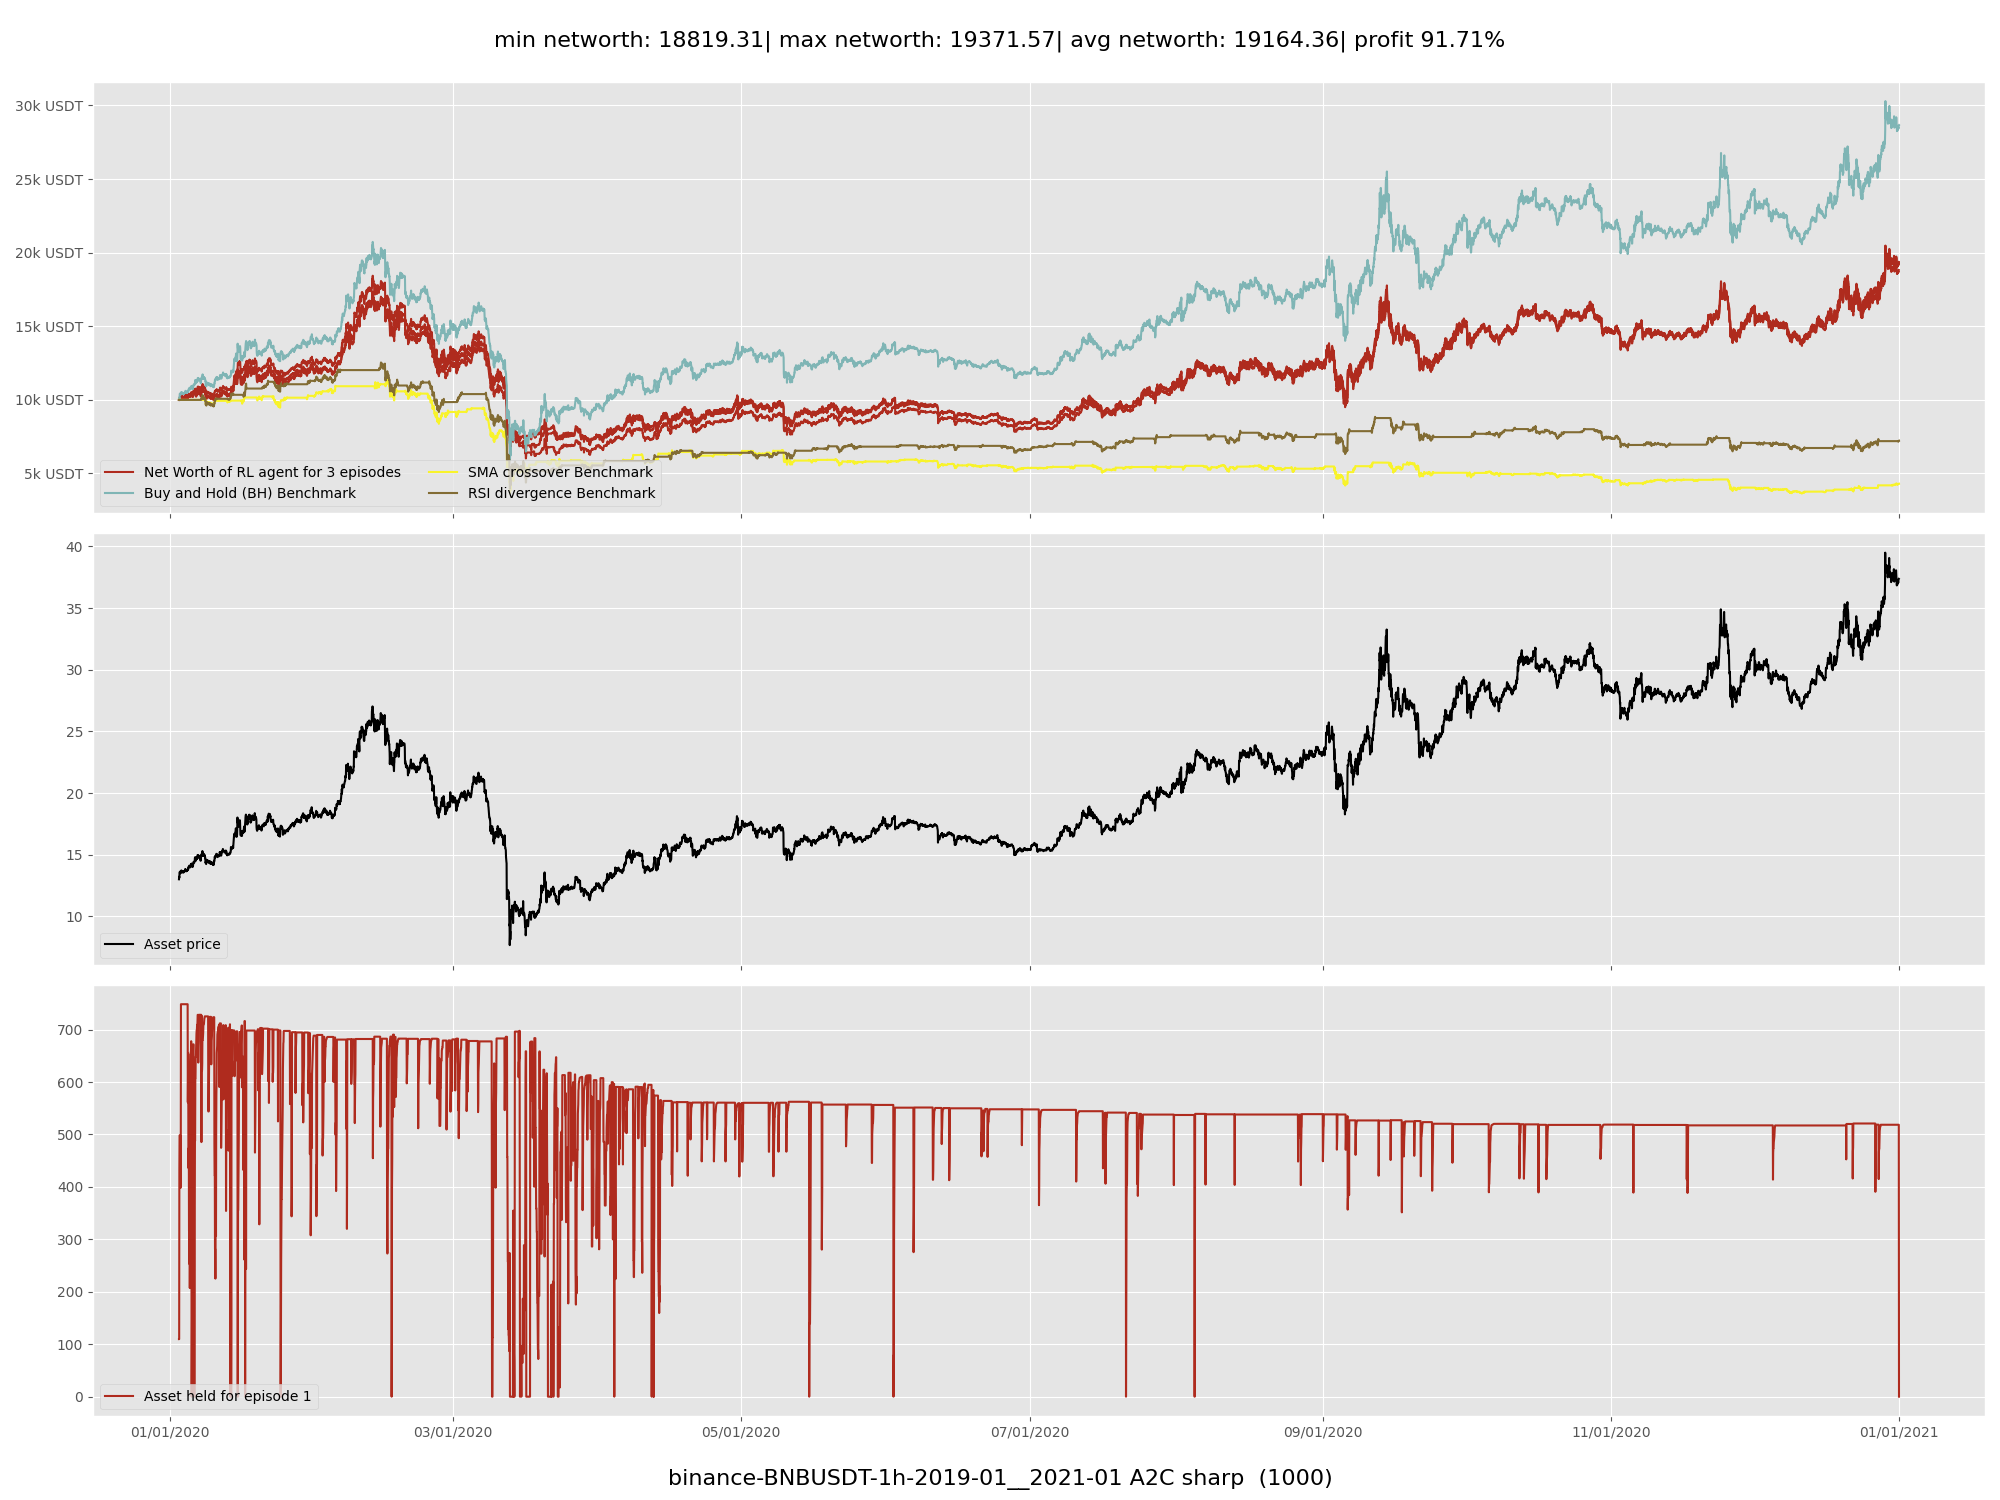 min networth: 18819.31| max networth: 19371.57| avg networth: 19164.36| profit 91.71%
30k USDT
25k USDT
20k USDT
15k USDT
10k USDT
5k USDT
Net Worth of RL agent for 3 episodes
Buy and Hold (BH) Benchmark
SMA crossover Benchmark
RSI divergence Benchmark
40
35
30
25
20
15
10
Asset price
700
600
500
400
300
200
100
0
Asset held for episode 1
01/01/2020 03/01/2020 05/01/2020 07/01/2020 09/01/2020 11/01/2020 01/01/2021
binance-BNBUSDT-1h-2019-01__2021-01 A2C sharp  (1000)